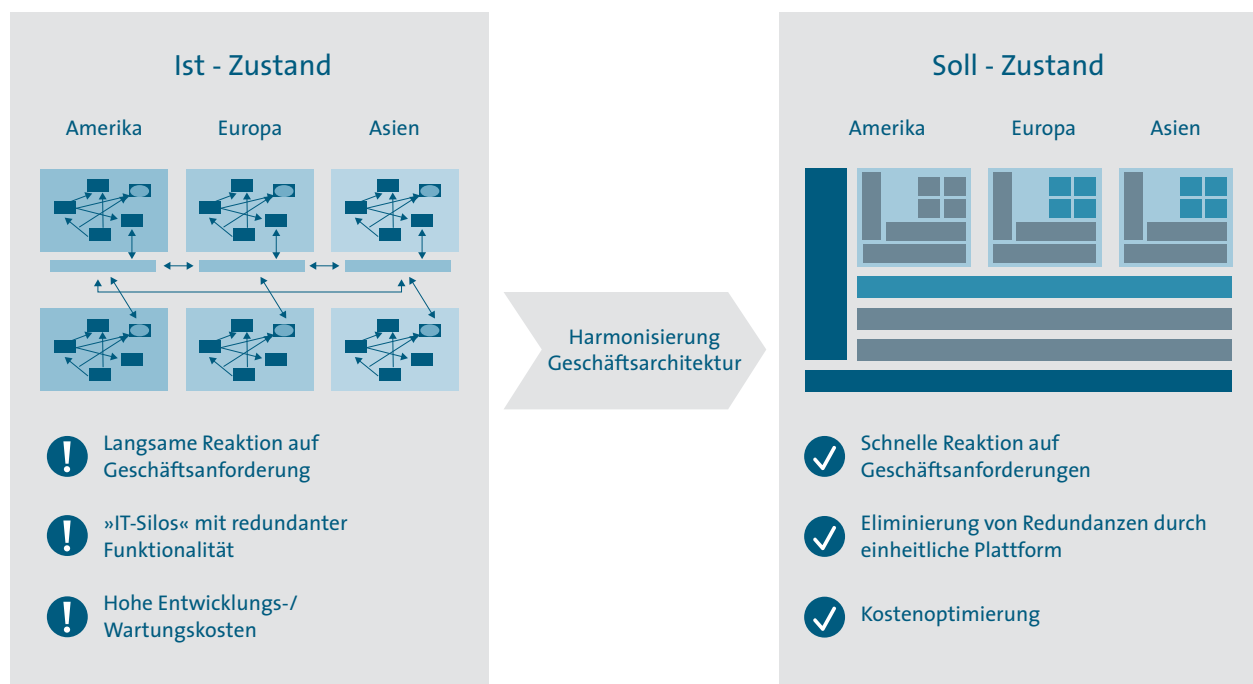 Ist - Zustand
Amerika
Europa
Asien
Langsame Reaktion auf
Geschäftsanforderung
»IT-Silos« mit redundanter
Funktionalität
Hohe Entwicklungs-/
Wartungskosten
Harmonisierung
Geschäftsarchitektur
Soll - Zustand
Amerika
Europa
Asien
Schnelle Reaktion auf
Geschäftsanforderungen
Eliminierung von Redundanzen durch
einheitliche Plattform
Kostenoptimierung